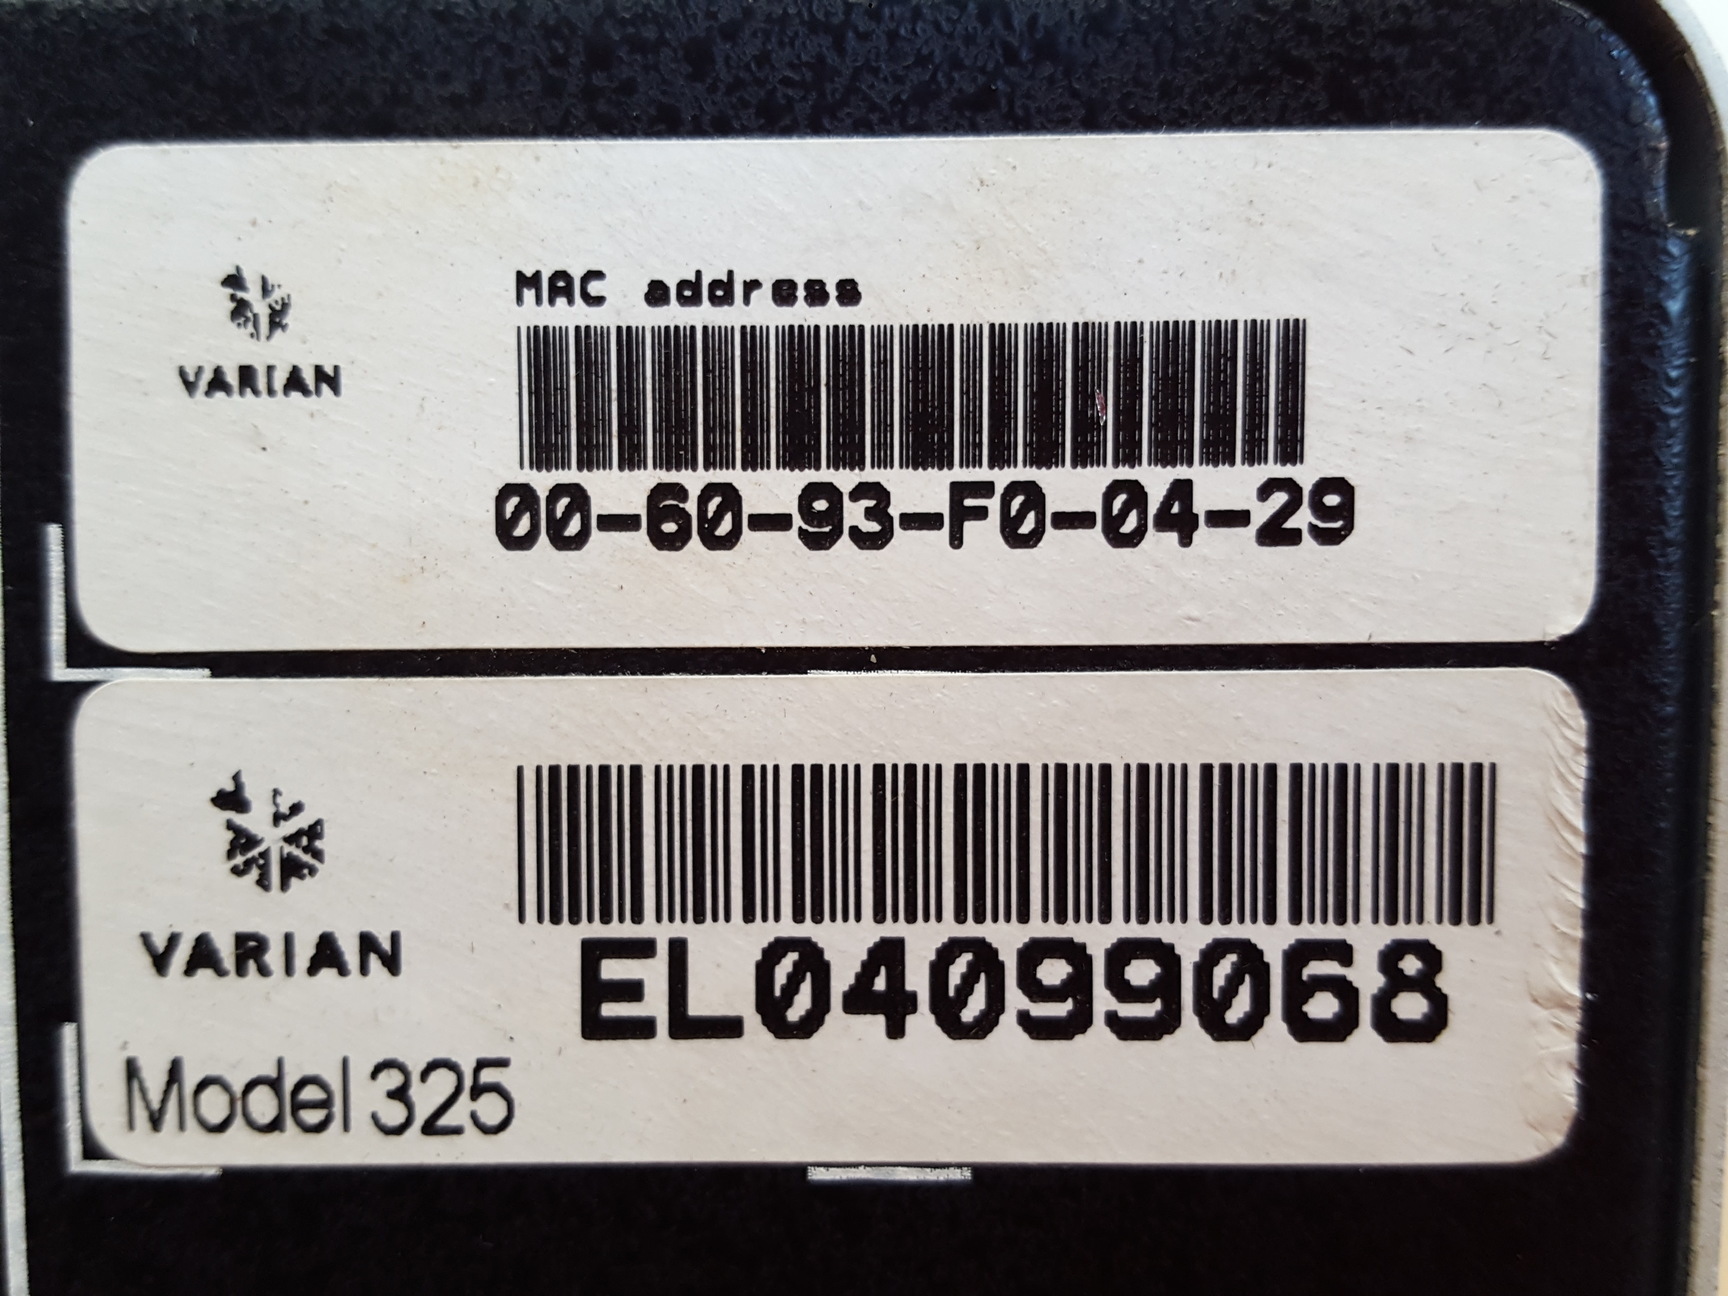 MAC address
VARIAN
00-60-93-F0-04-29
VARIAN
EL04099068
Model 325